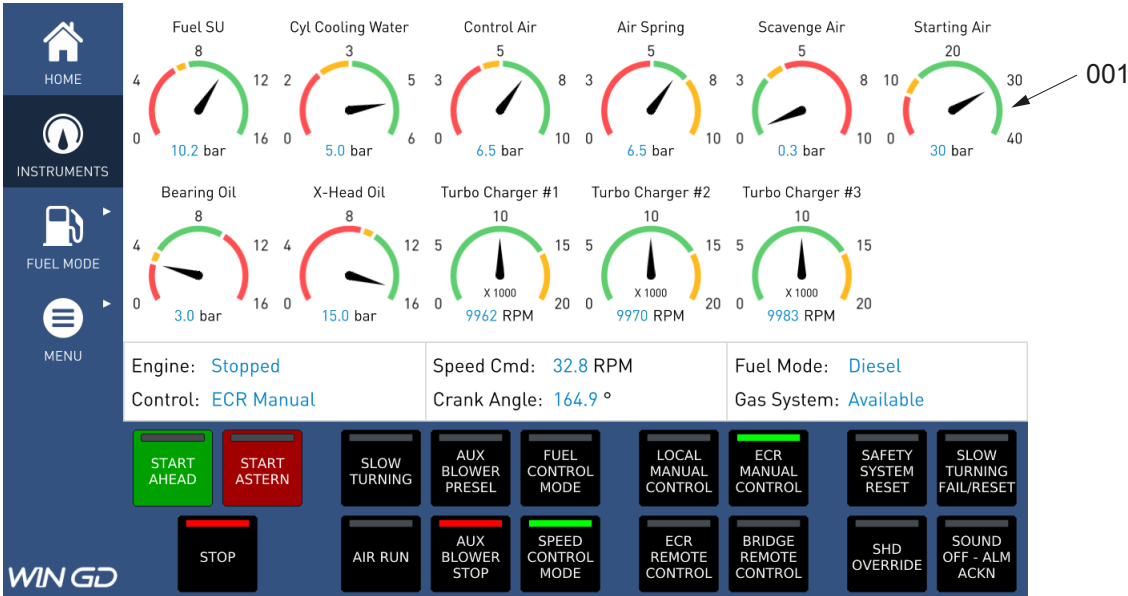 Fuel SU
8
4
12
0
16
10.2 bar
Cyl Cooling Water
3
2
5
0
6
5.0 bar
Control Air
5
3
8
0
10
6.5 bar
Air Spring
5
3
8
0
10
6.5 bar
Scavenge Air
5
3
8
0
10
0.3 bar
Starting Air
20
10
30
0
40
30 bar
001
HOME
INSTRUMENTS
FUEL MODE
MENU
Bearing Oil
8
4
12
0
16
3.0 bar
X-Head Oil
8
4
12
0
16
15.0 bar
Turbo Charger #1
10
5
15
X 1000
0
20
9962 RPM
Turbo Charger #2
10
5
15
X 1000
0
20
9970 RPM
Turbo Charger #3
10
5
15
X 1000
0
20
9983 RPM
Engine: Stopped
Control: ECR Manual
Speed Cmd: 32.8 RPM
Crank Angle: 164.9 °
Fuel Mode: Diesel
Gas System: Available
START
AHEAD
START
ASTERN
SLOW
TURNING
AUX
BLOWER
PRESEL
FUEL
CONTROL
MODE
LOCAL
MANUAL
CONTROL
ECR
MANUAL
CONTROL
SAFETY
SYSTEM
RESET
SLOW
TURNING
FAIL/RESET
STOP
AIR RUN
AUX
BLOWER
STOP
SPEED
CONTROL
MODE
ECR
REMOTE
CONTROL
BRIDGE
REMOTE
CONTROL
SHD
OVERRIDE
SOUND
OFF - ALM
ACKN
WIN GD